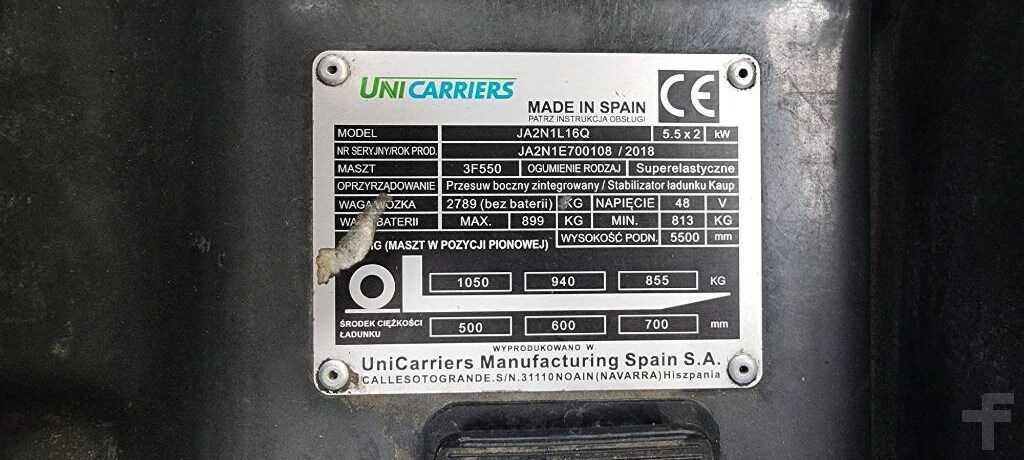 UNICARRIERS
MADE IN SPAIN
PATRZ INSTRUKCJA OBSŁUGI
CE
MODEL JA2N1L16Q 5.5 x 2 kW
NR SERYJNY/ROK PROD. JA2N1E700108 / 2018
MASZT 3F550 OGUMIENIE RODZAJ Superelastyczne
OPRZYRZĄDOWANIE Przesuw boczny zintegrowany / Stabilizator ładunku Kaup
WAGA WÓZKA 2789 (bez baterii) KG NAPIĘCIE 48 V
BATERII MAX. 899 KG MIN. 813 KG
(MASZT W POZYCJI PIONOWEJ) WYSOKOŚĆ PODN. 5500 mm
1050 940 855 KG
ŚRODEK CIĘŻKOŚCI ŁADUNKU 500 600 700 mm
WYPRODUKOWANO W
UniCarriers Manufacturing Spain S.A.
CALLESOTOGRANDE.S/N.31110NOAIN(NAVARRA)Hiszpania